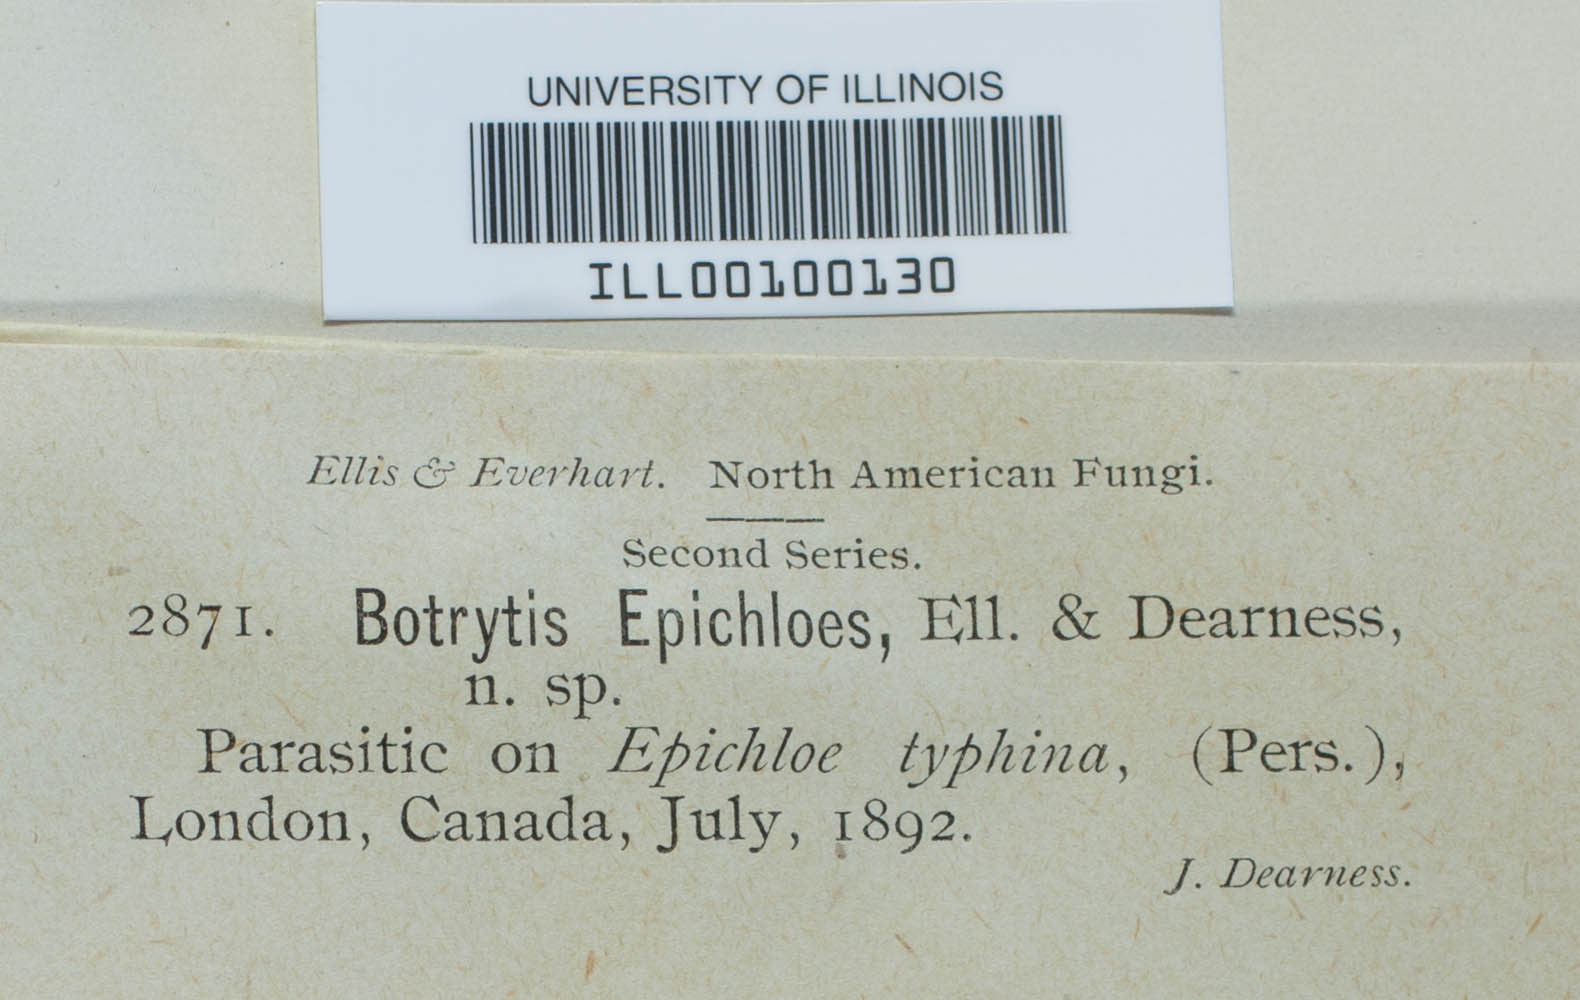 UNIVERSITY OF ILLINOIS
ILL00100130
Ellis & Everhart. North American Fungi.
Second Series.
2871. Botrytis Epichloes, Ell. & Dearness,
n. sp.
Parasitic on Epichloe typhina, (Pers.),
London, Canada, July, 1892.
J. Dearness.